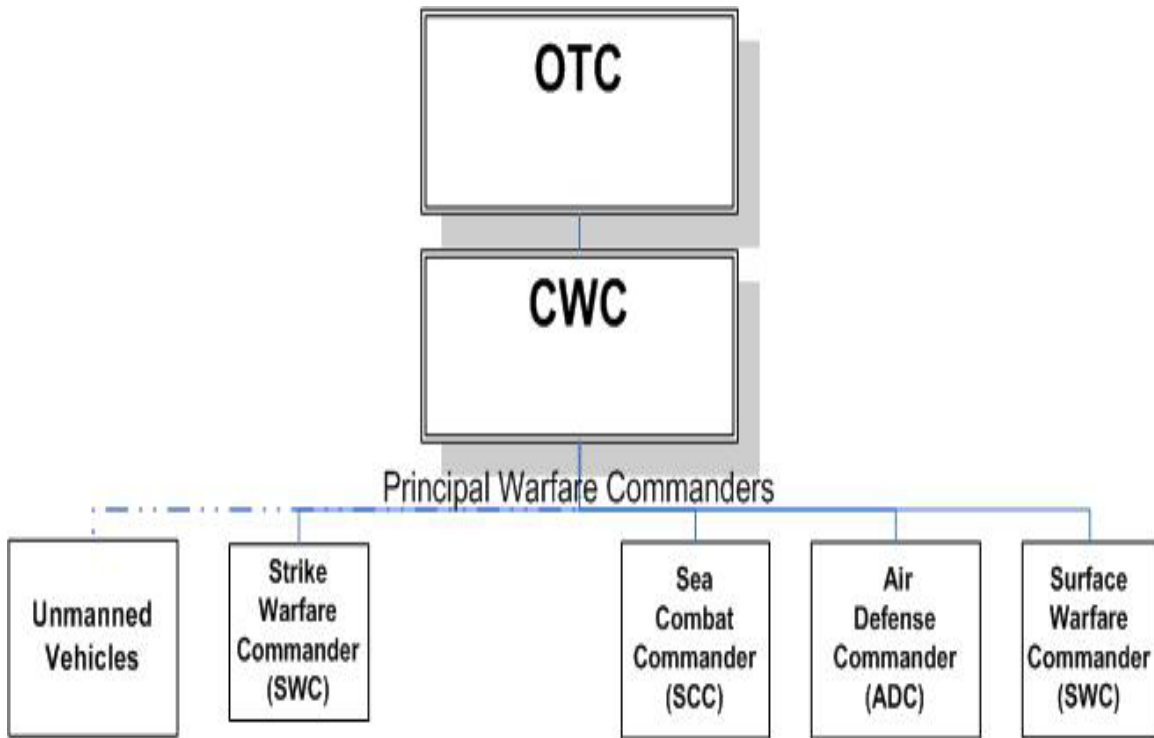 OTC
CWC
Principal Warfare Commanders
Unmanned
Vehicles
Strike
Warfare
Commander
(SWC)
Sea
Combat
Commander
(SCC)
Air
Defense
Commander
(ADC)
Surface
Warfare
Commander
(SWC)